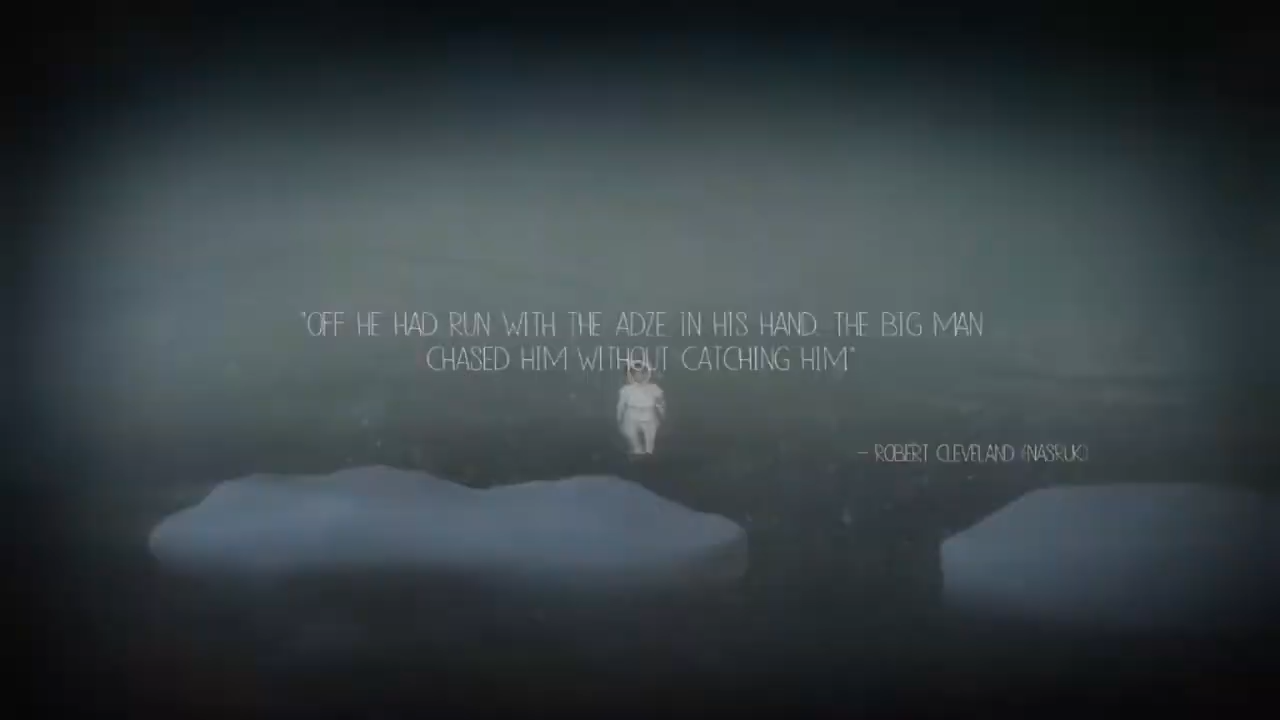 "OFF HE HAD RUN WITH THE ADZE IN HIS HAND. THE BIG MAN
CHASED HIM WITHOUT CATCHING HIM."
— ROBERT CLEVELAND (NASRUK)